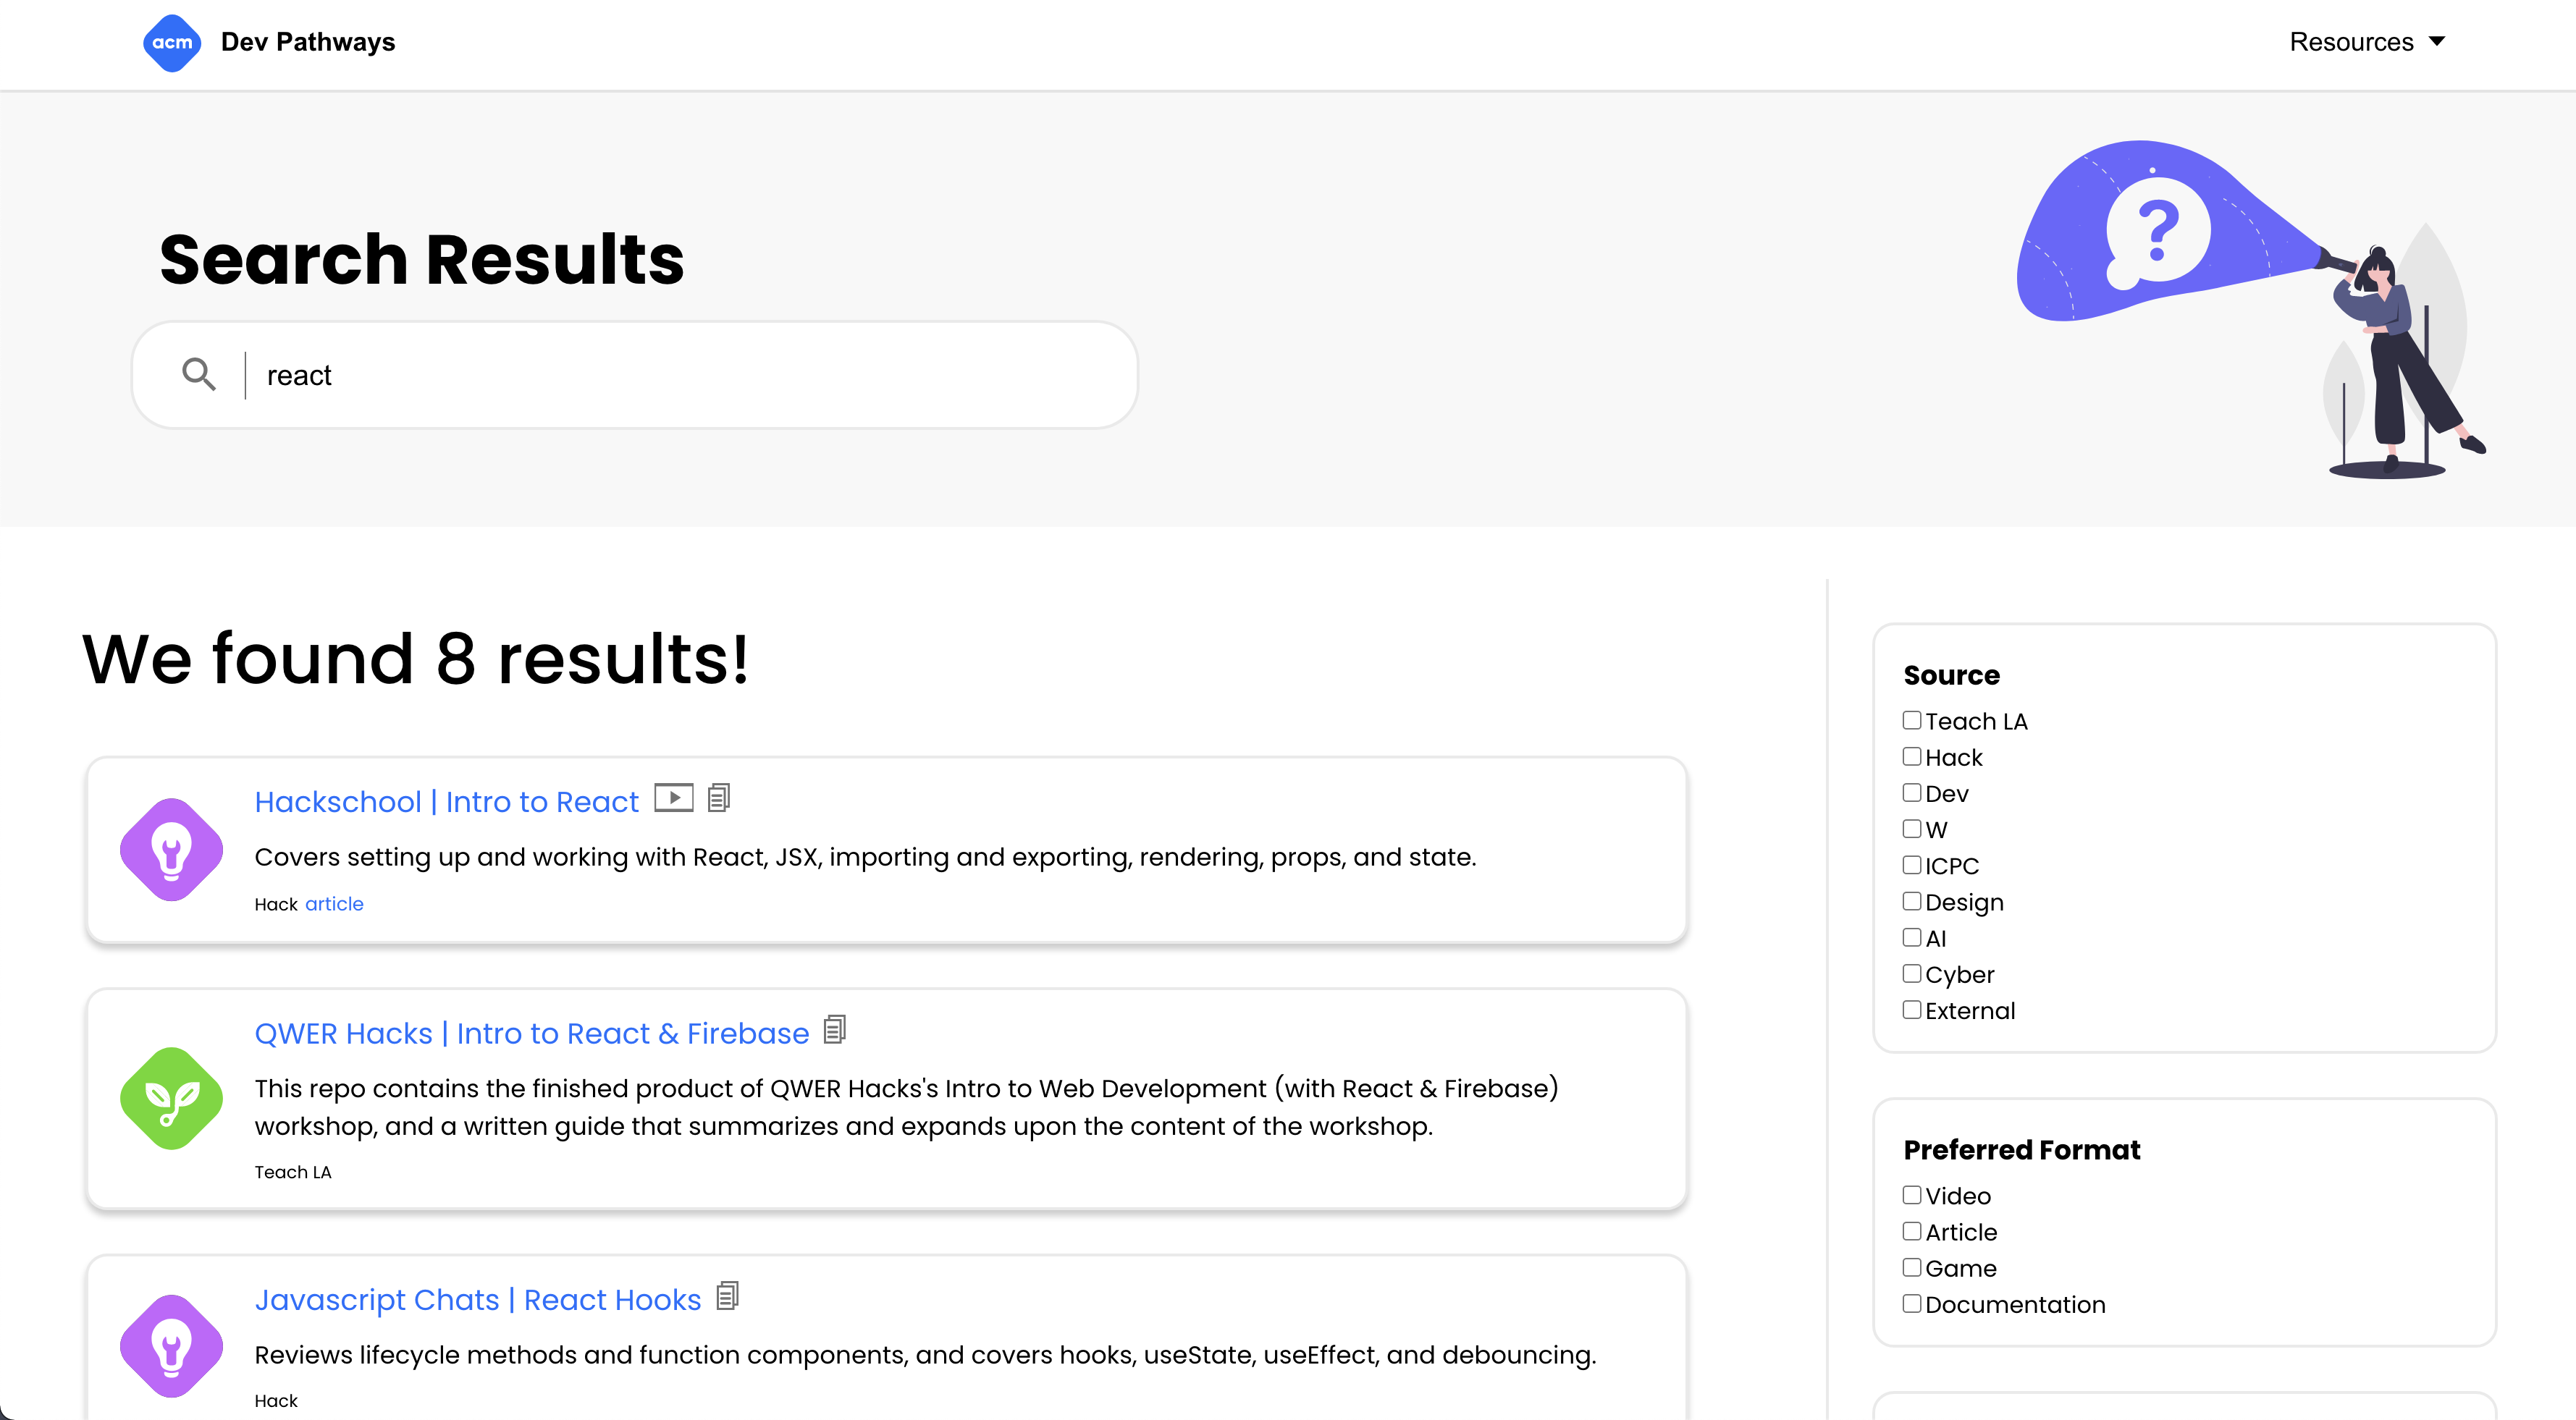 acm Dev Pathways
Resources
Search Results
?
react
We found 8 results!
Hackschool | Intro to React
Covers setting up and working with React, JSX, importing and exporting, rendering, props, and state.
Hack article
QWER Hacks | Intro to React & Firebase
This repo contains the finished product of QWER Hacks's Intro to Web Development (with React & Firebase)
workshop, and a written guide that summarizes and expands upon the content of the workshop.
Teach LA
Javascript Chats | React Hooks
Reviews lifecycle methods and function components, and covers hooks, useState, useEffect, and debouncing.
Hack
Source
Teach LA
Hack
Dev
W
ICPC
Design
AI
Cyber
External
Preferred Format
Video
Article
Game
Documentation